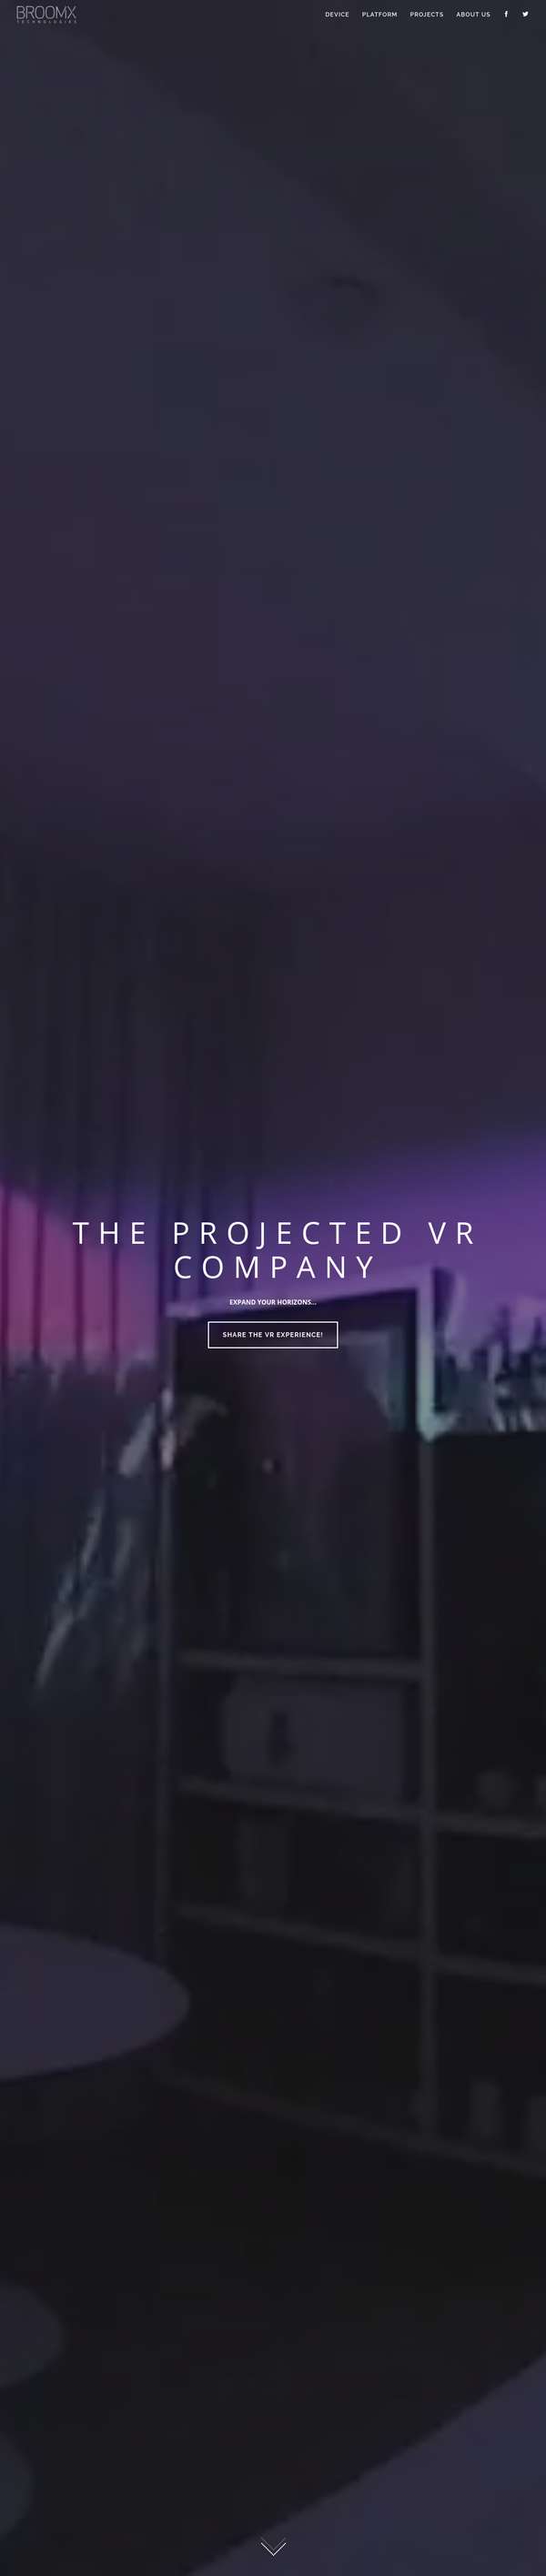 BROOMX
TECHNOLOGIES
DEVICE PLATFORM PROJECTS ABOUT US
THE PROJECTED VR
COMPANY
EXPAND YOUR HORIZONS...
SHARE THE VR EXPERIENCE!